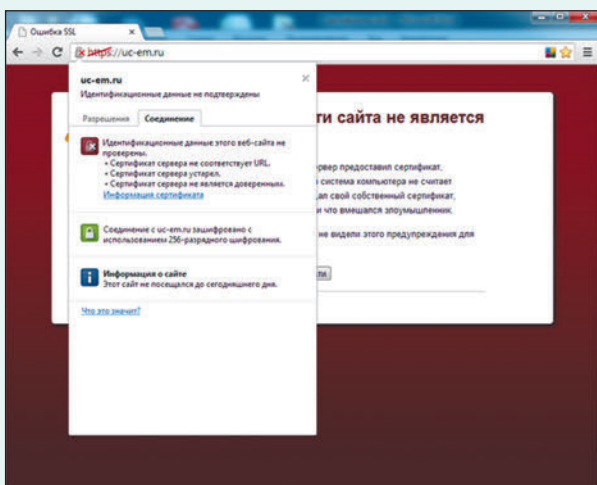 Ошибка SSL
https://uc-em.ru
uc-em.ru
Идентификационные данные не подтверждены
Разрешения Соединение
Идентификационные данные этого веб-сайта не
проверены.
• Сертификат сервера не соответствует URL.
• Сертификат сервера устарел.
• Сертификат сервера не является доверенным.
Информация сертификата
Соединение с uc-em.ru зашифровано с
использованием 256-разрядного шифрования.
Информация о сайте
Этот сайт не посещался до сегодняшнего дня.
Что это значит?
ти сайта не является
рвер предоставил сертификат,
система компьютера не считает
ал свой собственный сертификат,
и что вмешался злоумышленник.
не видели этого предупреждения для